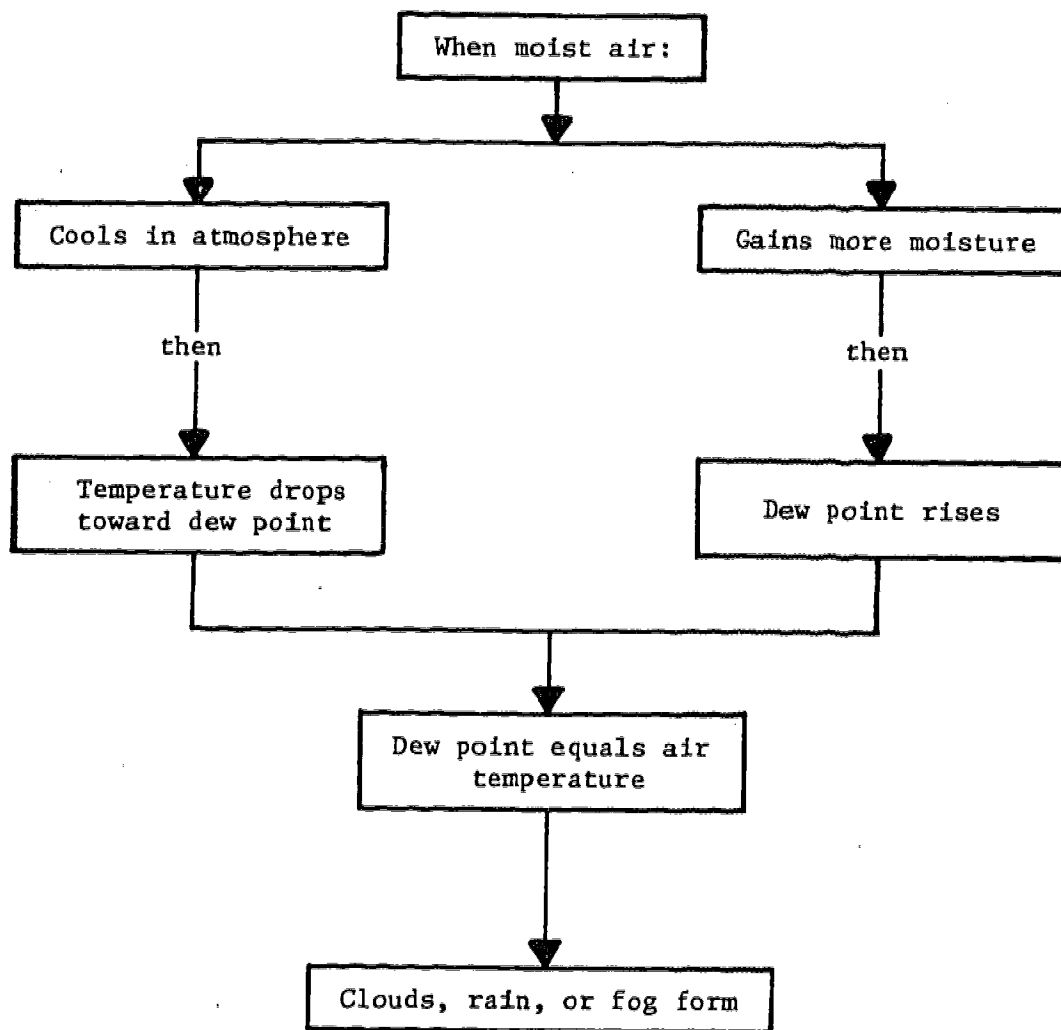 When moist air:
Cools in atmosphere
Gains more moisture
then
then
Temperature drops
toward dew point
Dew point rises
Dew point equals air
temperature
Clouds, rain, or fog form